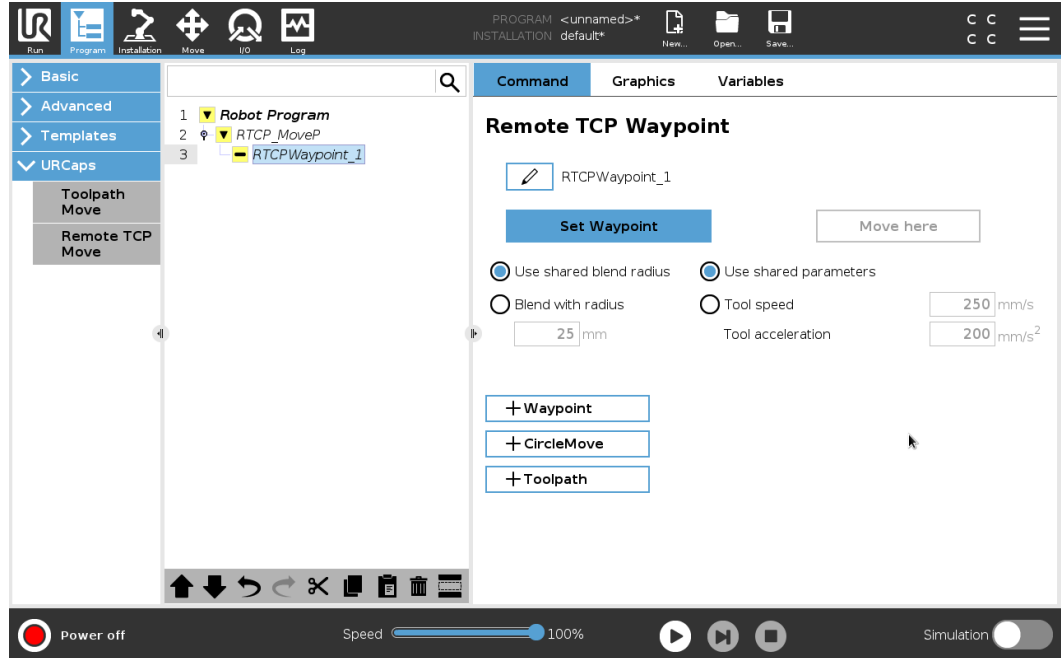 PROGRAM <unnamed>*
INSTALLATION default*
UR
Run
Program
Installation
Move
I/O
Log
New...
Open...
Save...
C C
C C
Basic
Advanced
Templates
URCaps
Toolpath
Move
Remote TCP
Move
1 Robot Program
2 RTCP_MoveP
3 RTCPWaypoint_1
Command Graphics Variables
Remote TCP Waypoint
RTCPWaypoint_1
Set Waypoint Move here
Use shared blend radius Use shared parameters
Blend with radius Tool speed 250 mm/s
25 mm Tool acceleration 200 mm/s²
+Waypoint
+CircleMove
+Toolpath
Power off Speed 100% Simulation